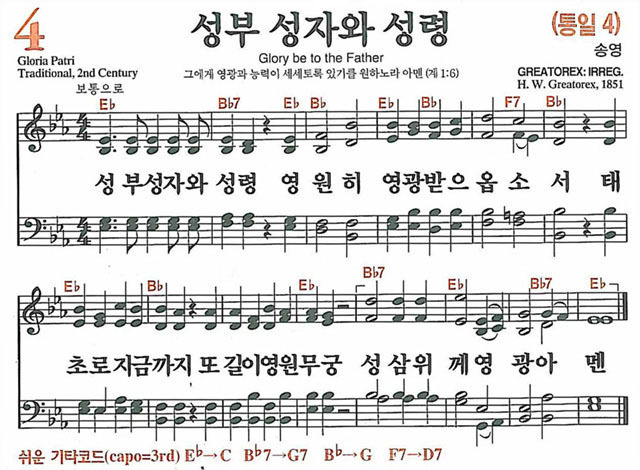 4
성부 성자와 성령
(통일 4)
Glory be to the Father
송영
Gloria Patri
Traditional, 2nd Century
그에게 영광과 능력이 세세토록 있기를 원하노라 아멘 (계 1:6)
GREATOREX: IRREG.
H. W. Greatorex, 1851
보통으로
E♭ B♭7 E♭ B♭ E♭ B♭ F7 B♭
성 부성자와 성령 영 원 히 영광받으 옵 소 서 태
E♭ B♭ E♭ B♭7 E♭ B♭7 E♭
초로지금까지 또 길이영원무궁 성 삼 위 께 영 광 아 멘
쉬운 기타코드(capo=3rd) E♭→C B♭7→G7 B♭→G F7→D7